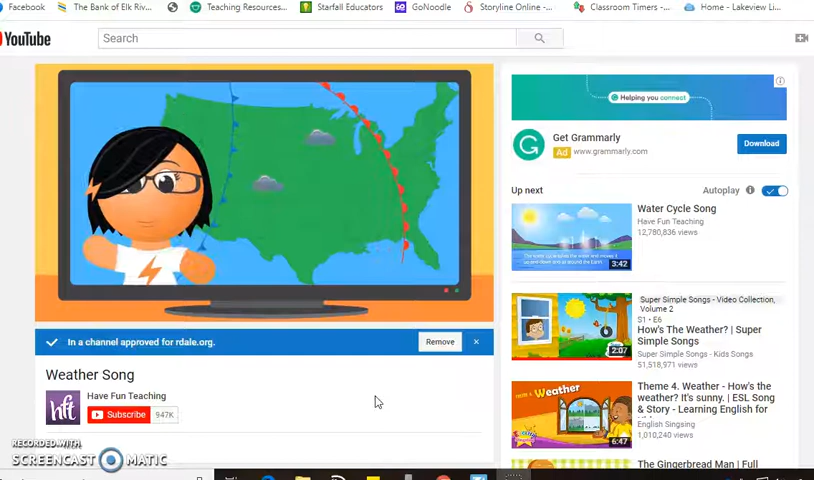 Facebook
The Bank of Elk Riv...
Teaching Resources...
Starfall Educators
GoNoodle
Storyline Online -...
Classroom Timers -...
Home - Lakeview Li...
YouTube
Search
Helping you connect
Get Grammarly
Ad www.grammarly.com
Download
Up next
Autoplay
Water Cycle Song
Have Fun Teaching
12,780,836 views
3:42
Super Simple Songs - Video Collection,
Volume 2
S1 • E6
How's The Weather? | Super
Simple Songs
Super Simple Songs - Kids Songs
51,518,971 views
2:07
Weather
Theme 4. Weather - How's the
weather? It's sunny. | ESL Song
& Story - Learning English for
English Singsing
1,010,240 views
6:47
The Gingerbread Man | Full
In a channel approved for rdale.org.
Remove
Weather Song
hft
Have Fun Teaching
Subscribe 947K
RECORDED WITH
SCREENCAST MATIC